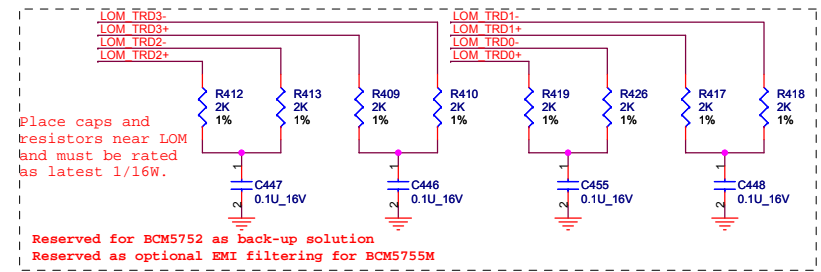 LOM_TRD3-
LOM_TRD3+
LOM_TRD2-
LOM_TRD2+
LOM_TRD1-
LOM_TRD1+
LOM_TRD0-
LOM_TRD0+
R412
2K
1%
R413
2K
1%
R409
2K
1%
R410
2K
1%
R419
2K
1%
R426
2K
1%
R417
2K
1%
R418
2K
1%
Place caps and
resistors near LOM
and must be rated
as latest 1/16W.
1
2
C447
0.1U_16V
1
2
C446
0.1U_16V
1
2
C455
0.1U_16V
1
2
C448
0.1U_16V
Reserved for BCM5752 as back-up solution
Reserved as optional EMI filtering for BCM5755M